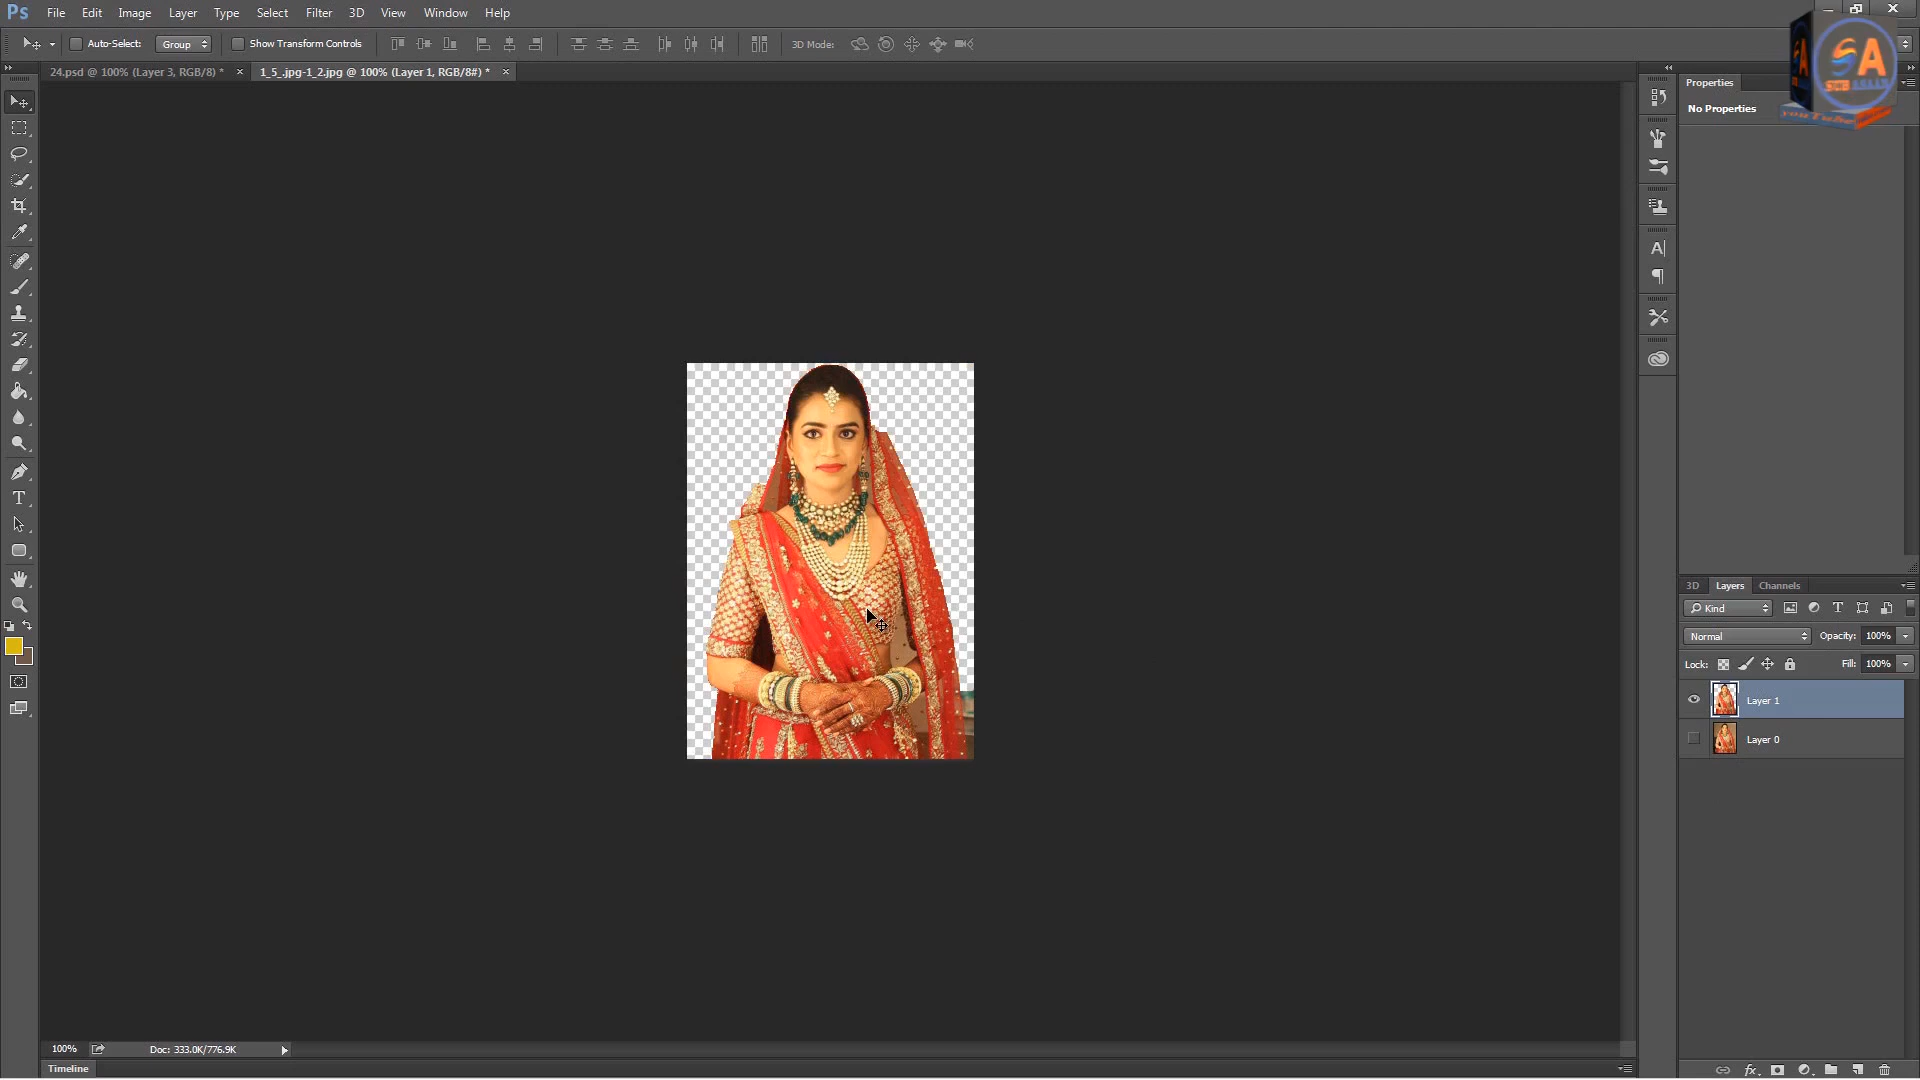 Ps File Edit Image Layer Type Select Filter 3D View Window Help
Auto-Select: Group Show Transform Controls 3D Mode:
24.psd @ 100% (Layer 3, RGB/8) * × 1_5_.jpg-1_2.jpg @ 100% (Layer 1, RGB/8#) * ×
SA
YouTube
Properties
No Properties
3D Layers Channels
Kind
Normal Opacity: 100%
Lock: Fill: 100%
Layer 1
Layer 0
100% Doc: 333.0K/776.9K
Timeline